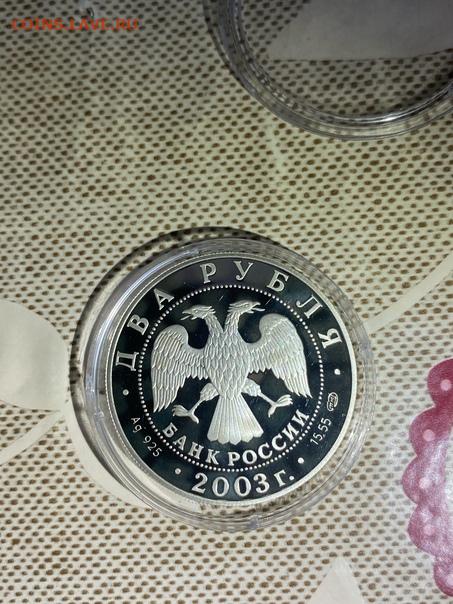 COINS.LAVE.RU
ДВА РУБЛЯ
Ag 925
БАНК РОССИИ
15,55
2003 г.